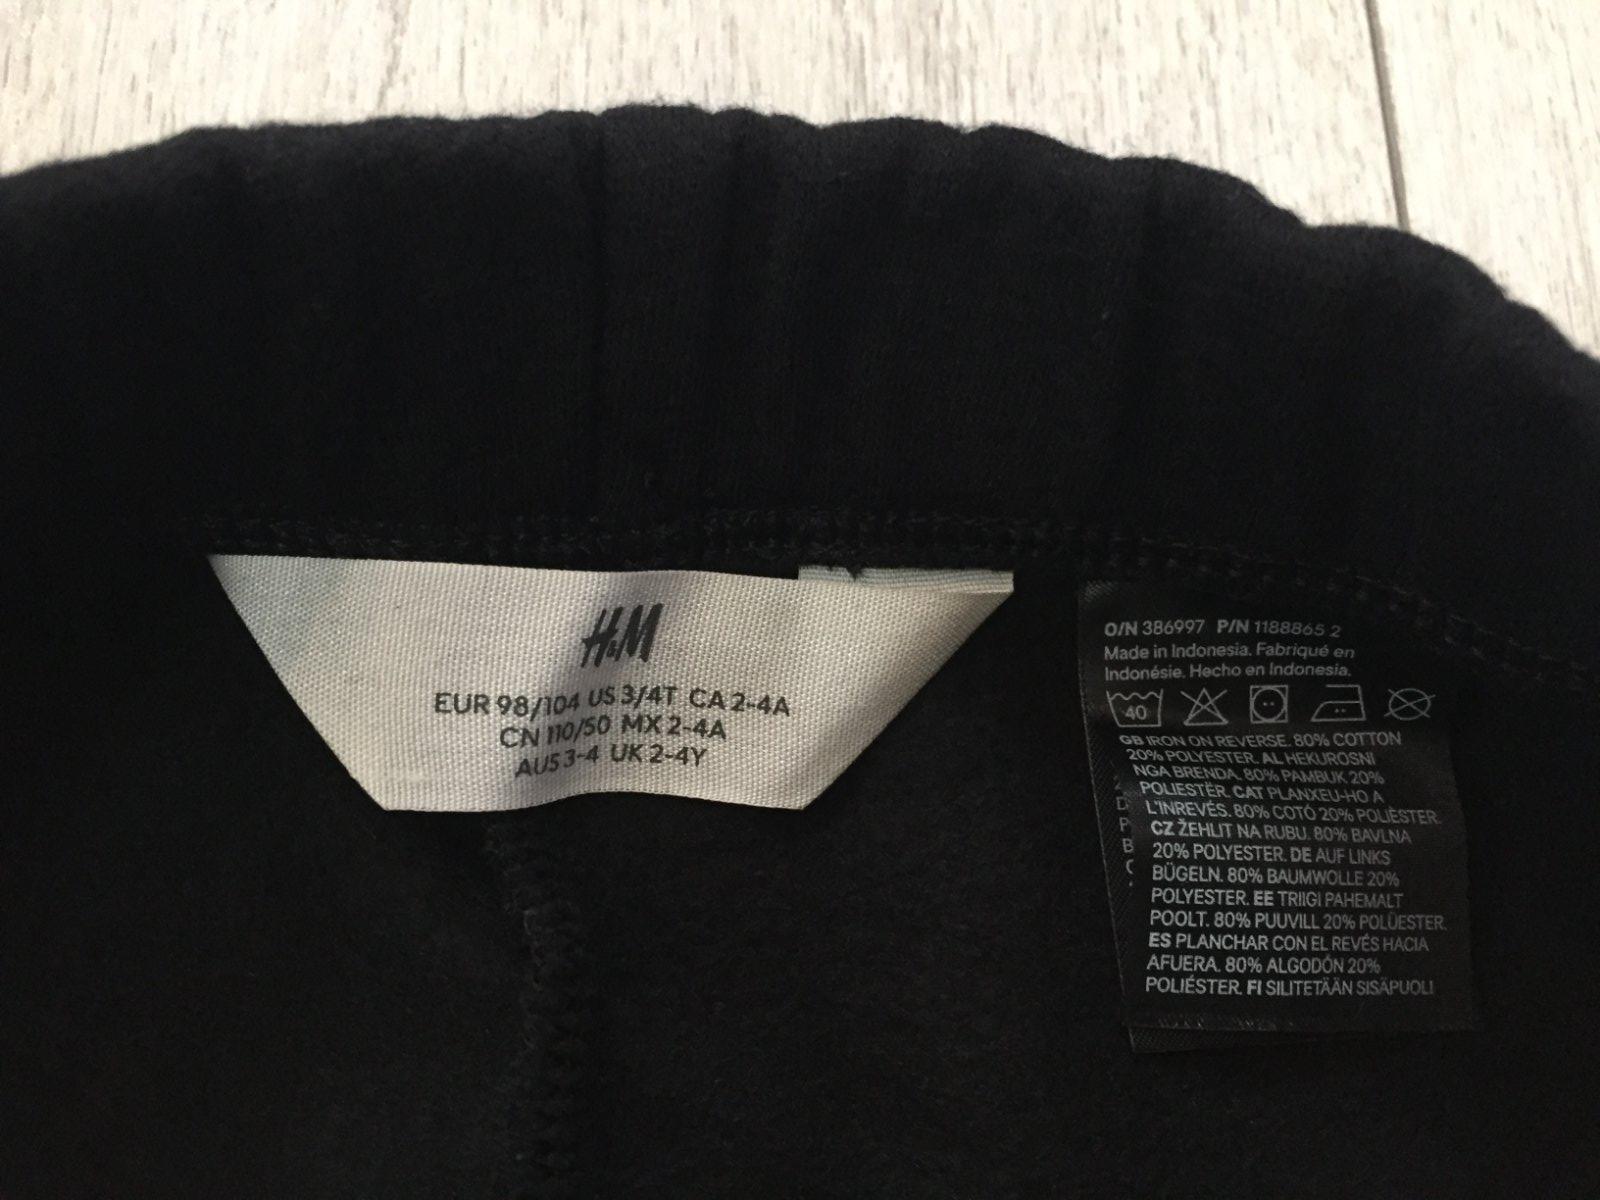 H&M
EUR 98/104 US 3/4T CA 2-4A
CN 110/50 MX 2-4A
AUS 3-4 UK 2-4Y
O/N 386997 P/N 1188865 2
Made in Indonesia. Fabriqué en
Indonésie. Hecho en Indonesia.
40
GB IRON ON REVERSE. 80% COTTON
20% POLYESTER. AL HEKUROSNI
NGA BRENDA. 80% PAMBUK 20%
POLIESTËR. CAT PLANXEU-HO A
L'INREVÉS. 80% COTÓ 20% POLIÈSTER.
CZ ŽEHLIT NA RUBU. 80% BAVLNA
20% POLYESTER. DE AUF LINKS
BÜGELN. 80% BAUMWOLLE 20%
POLYESTER. EE TRIIGI PAHEMALT
POOLT. 80% PUUVILL 20% POLÜESTER.
ES PLANCHAR CON EL REVÉS HACIA
AFUERA. 80% ALGODÓN 20%
POLIÉSTER. FI SILITETÄÄN SISÄPUOLI